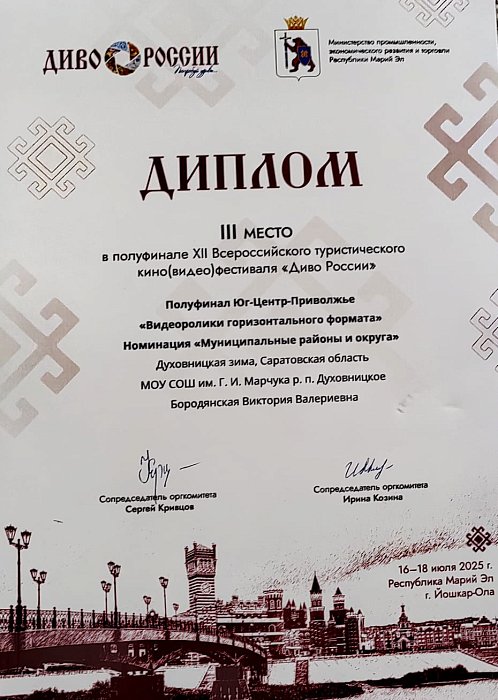 ДИВО РОССИИ
Попробуй удиви...
Министерство промышленности,
экономического развития и торговли
Республики Марий Эл
ДИПЛОМ
III МЕСТО
в полуфинале XII Всероссийского туристического
кино(видео)фестиваля «Диво России»
Полуфинал Юг-Центр-Приволжье
«Видеоролики горизонтального формата»
Номинация «Муниципальные районы и округа»
Духовницкая зима, Саратовская область
МОУ СОШ им. Г. И. Марчука р. п. Духовницкое
Бородянская Виктория Валериевна
Сопредседатель оргкомитета
Сергей Кривцов
Сопредседатель оргкомитета
Ирина Козина
16–18 июля 2025 г.
Республика Марий Эл
г. Йошкар-Ола